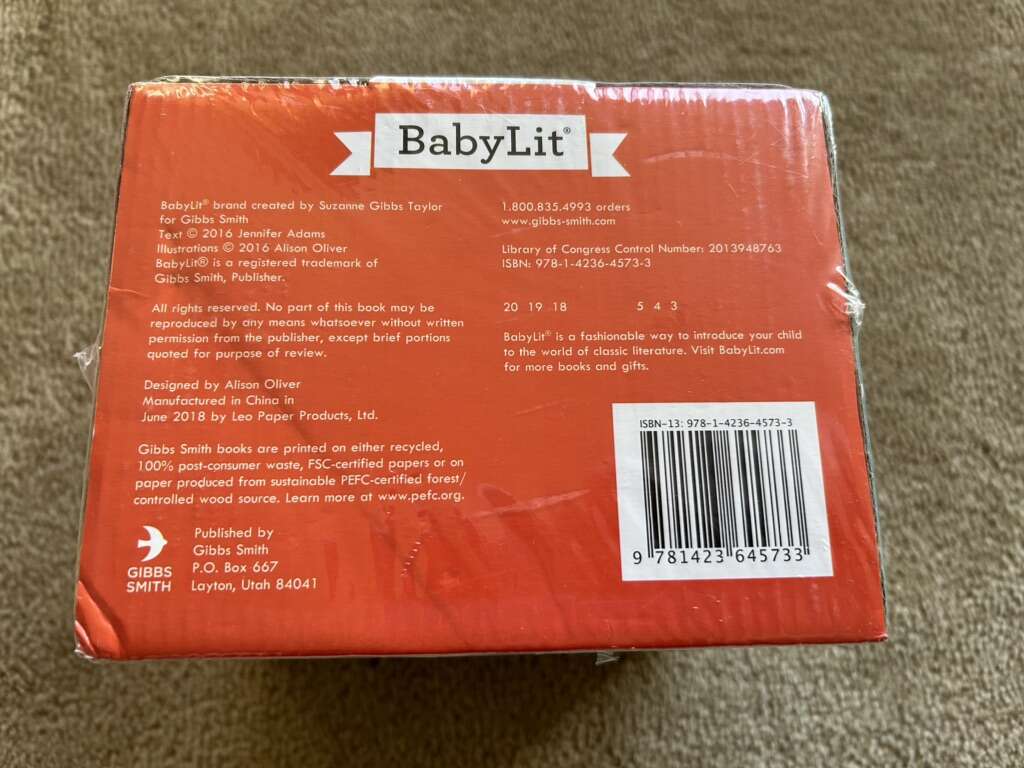 BabyLit®
BabyLit® brand created by Suzanne Gibbs Taylor
for Gibbs Smith
Text © 2016 Jennifer Adams
Illustrations © 2016 Alison Oliver
BabyLit® is a registered trademark of
Gibbs Smith, Publisher.
All rights reserved. No part of this book may be
reproduced by any means whatsoever without written
permission from the publisher, except brief portions
quoted for purpose of review.
Designed by Alison Oliver
Manufactured in China in
June 2018 by Leo Paper Products, Ltd.
Gibbs Smith books are printed on either recycled,
100% post-consumer waste, FSC-certified papers or on
paper produced from sustainable PEFC-certified forest/
controlled wood source. Learn more at www.pefc.org.
GIBBS
SMITH
Published by
Gibbs Smith
P.O. Box 667
Layton, Utah 84041
1.800.835.4993 orders
www.gibbs-smith.com
Library of Congress Control Number: 2013948763
ISBN: 978-1-4236-4573-3
20 19 18 5 4 3
BabyLit® is a fashionable way to introduce your child
to the world of classic literature. Visit BabyLit.com
for more books and gifts.
ISBN-13: 978-1-4236-4573-3
9 781423 645733